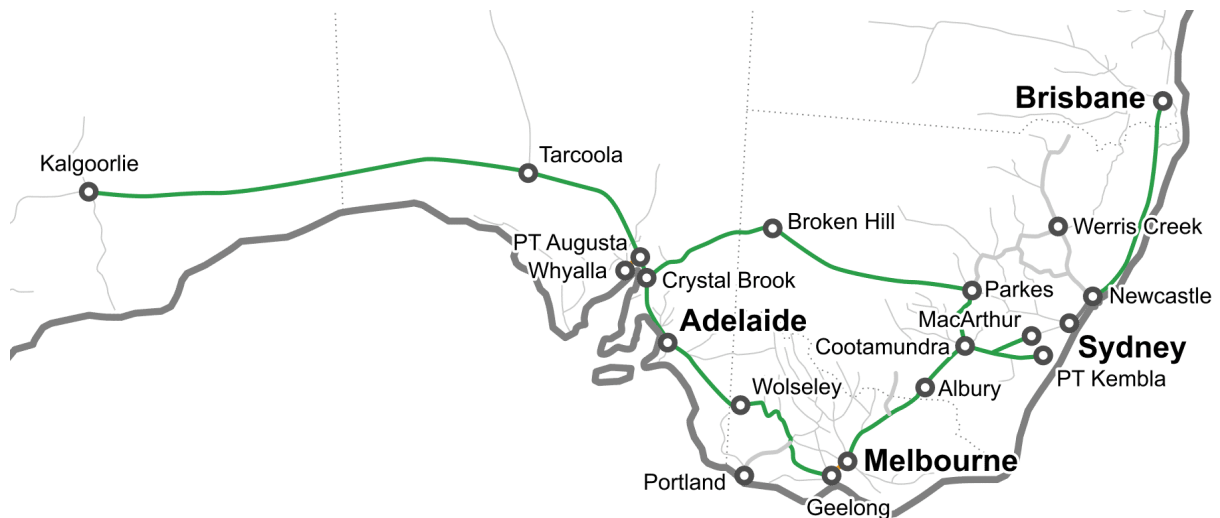 Brisbane
Kalgoorlie
Tarcoola
Broken Hill
Werris Creek
PT Augusta
Whyalla
Crystal Brook
Parkes
Newcastle
MacArthur
Adelaide
Cootamundra
Sydney
PT Kembla
Wolseley
Albury
Melbourne
Portland
Geelong